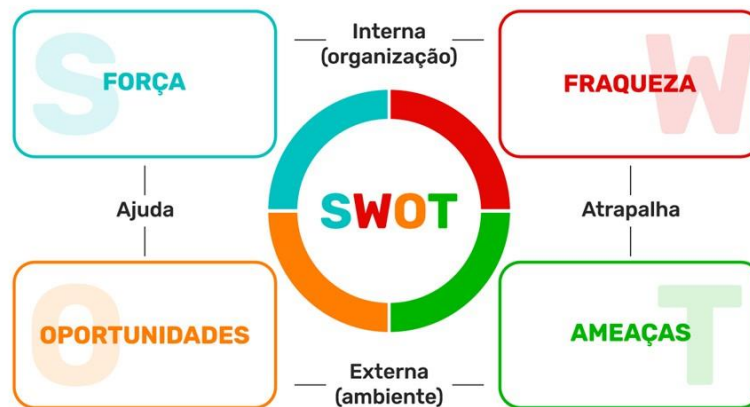 Interna
(organização)
S
FORÇA
W
FRAQUEZA
SWOT
Ajuda
Atrapalha
O
OPORTUNIDADES
T
AMEAÇAS
Externa
(ambiente)